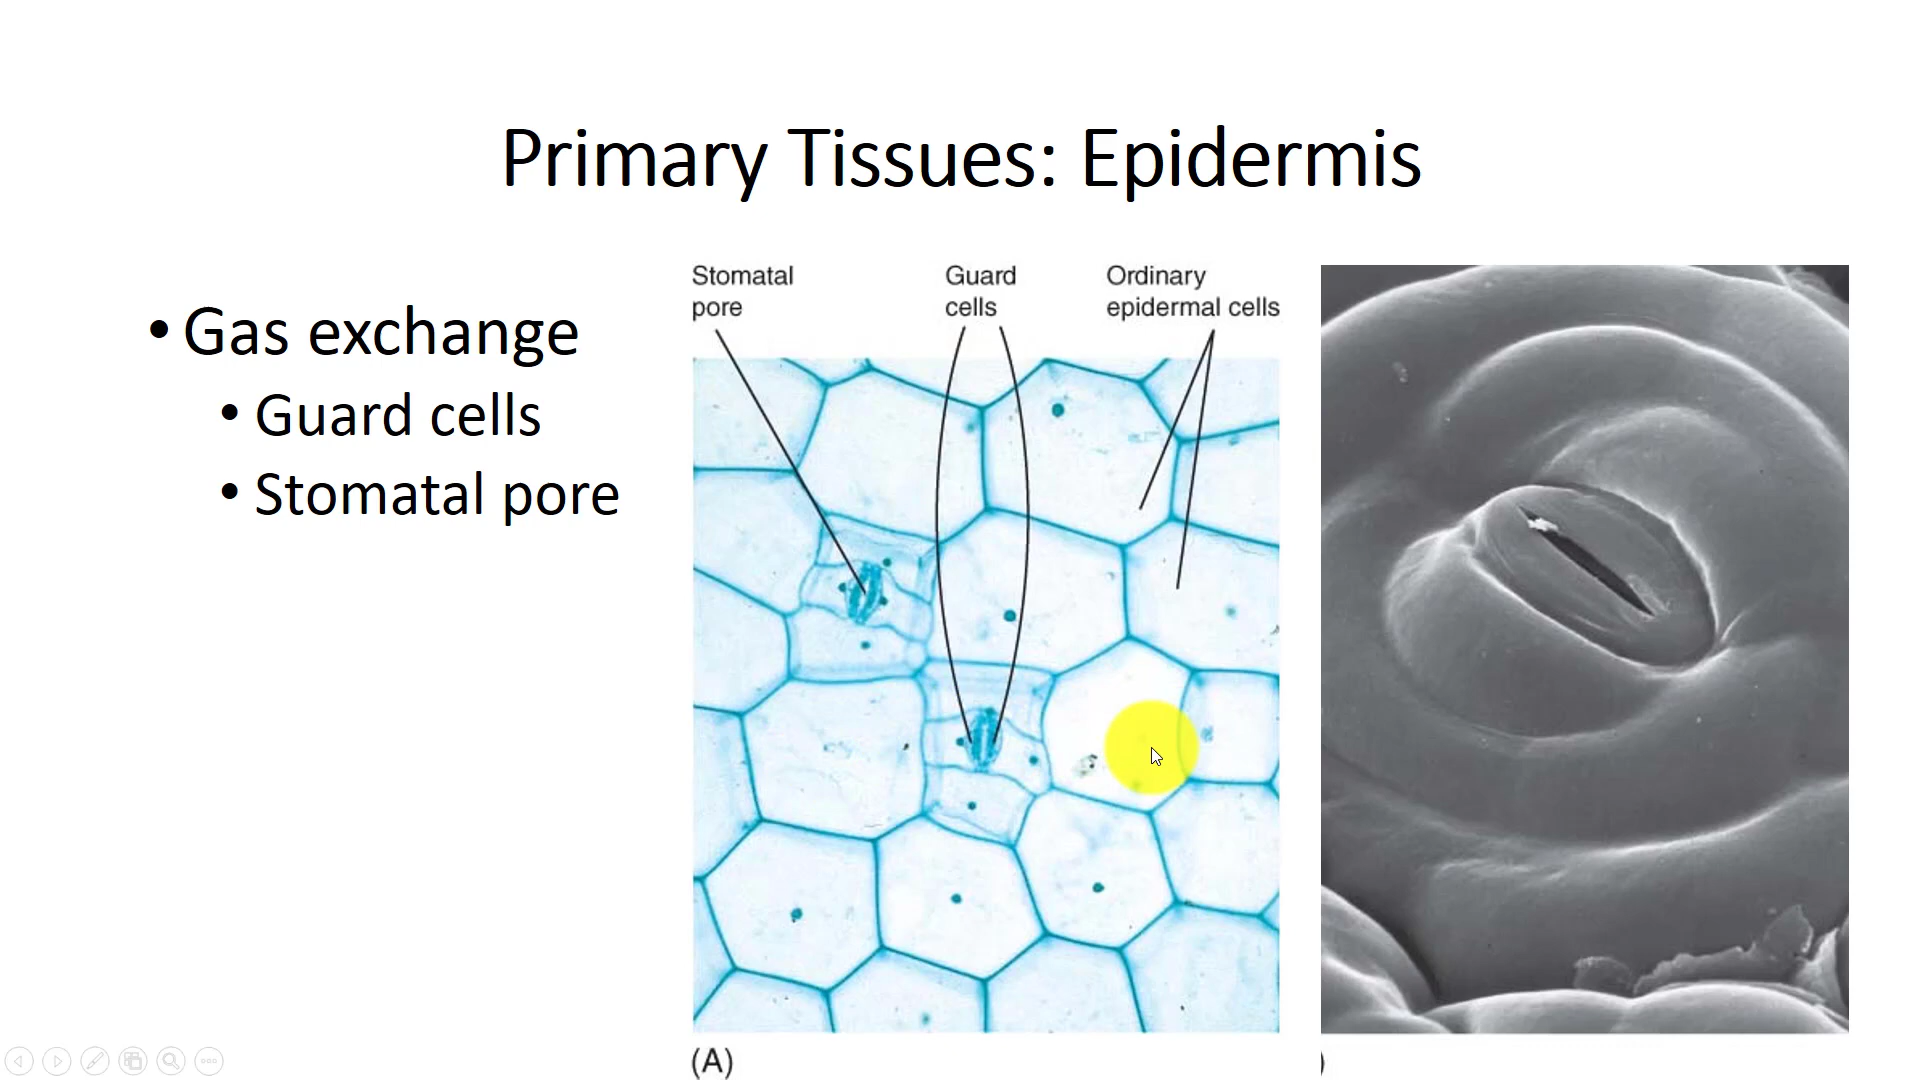 Primary Tissues: Epidermis
• Gas exchange
• Guard cells
• Stomatal pore
Stomatal
pore
Guard
cells
Ordinary
epidermal cells
(A)
)